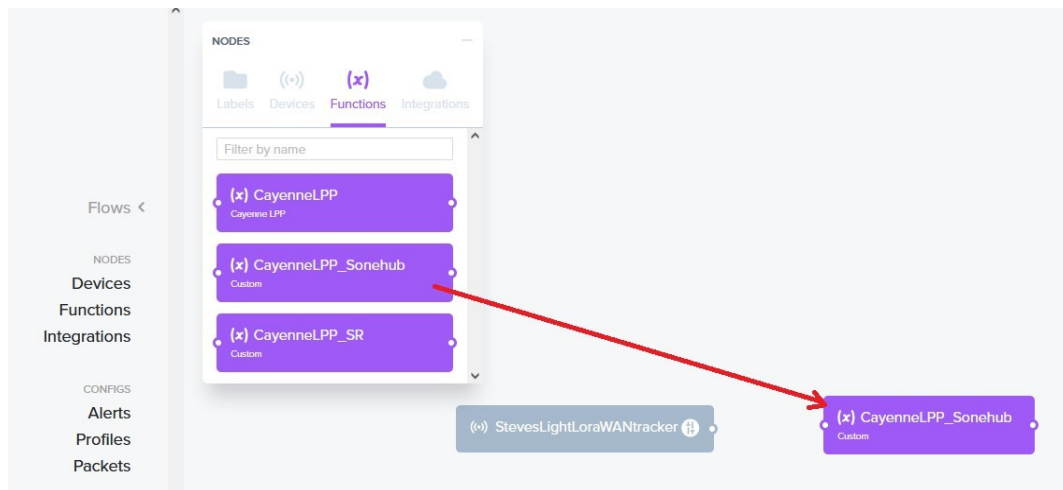 Flows <
NODES
Devices
Functions
Integrations
CONFIGS
Alerts
Profiles
Packets
NODES
Labels Devices Functions Integrations
Filter by name
(x) CayenneLPP
Cayenne LPP
(x) CayenneLPP_Sonehub
Custom
(x) CayenneLPP_SR
Custom
StevesLightLoraWANtracker
(x) CayenneLPP_Sonehub
Custom